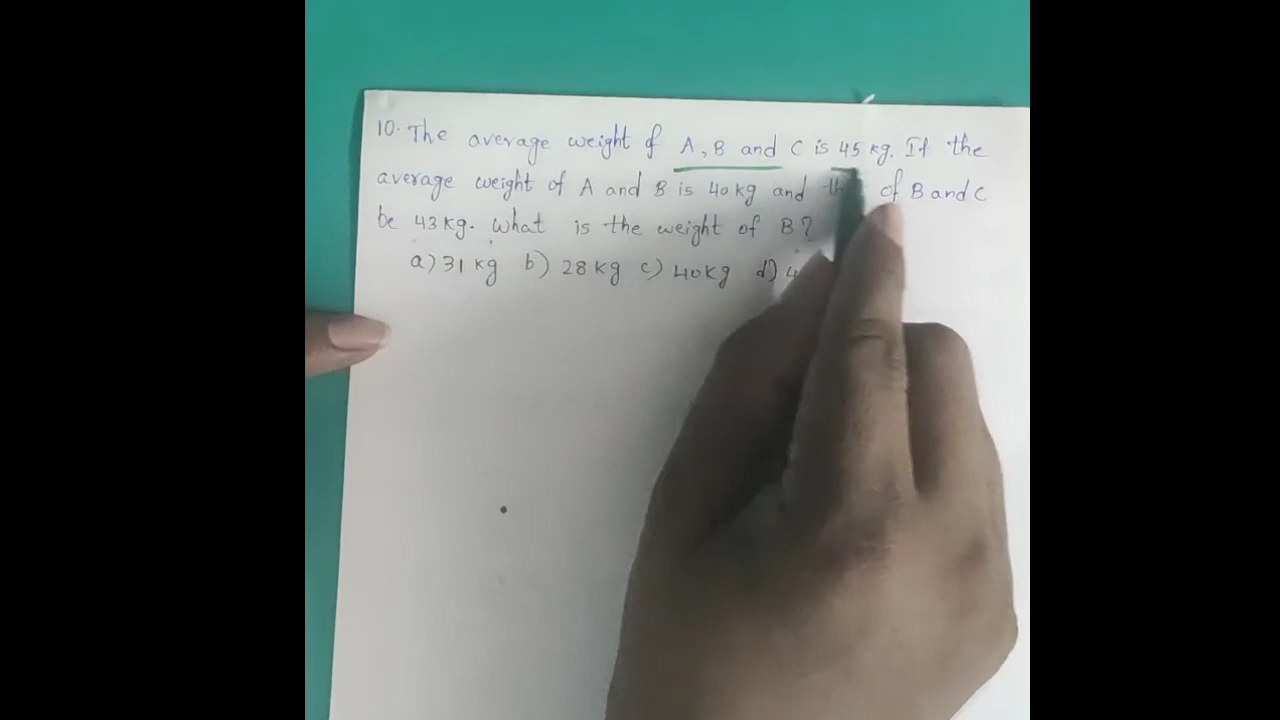 10. The average weight of A, B and C is 45 kg. If the
average weight of A and B is 40 kg and of B and C
be 43 kg. What is the weight of B?
a) 31 kg b) 28 kg c) 40 kg d)